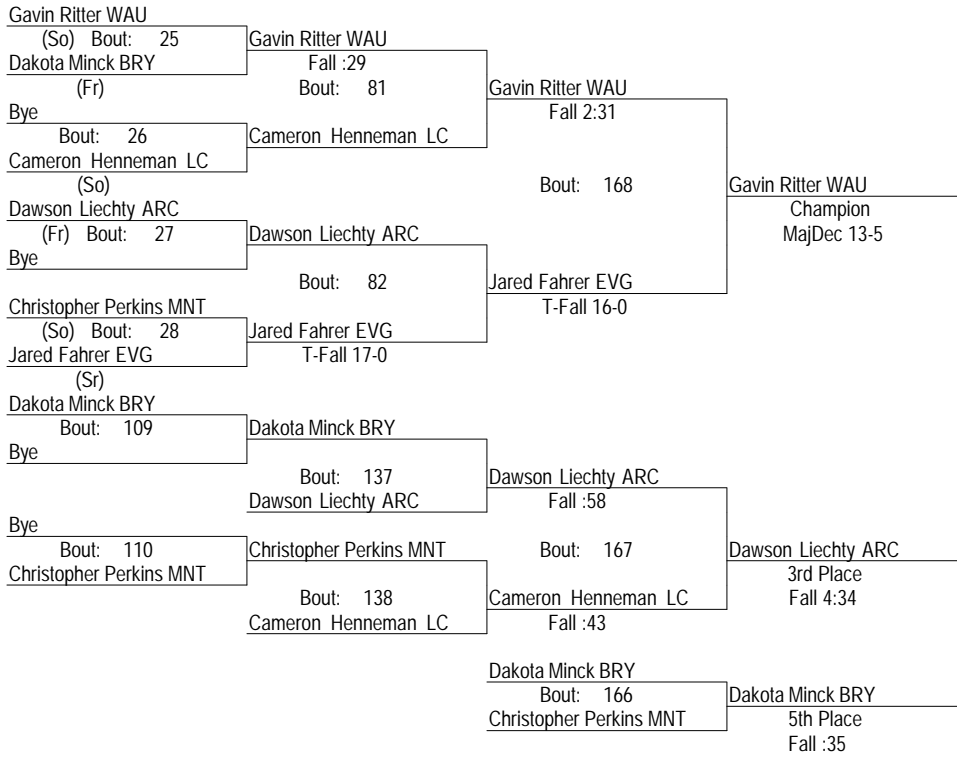 Gavin Ritter WAU
(So) Bout: 25
Gavin Ritter WAU
Dakota Minck BRY
Fall :29
(Fr)
Bout: 81
Gavin Ritter WAU
Bye
Fall 2:31
Bout: 26
Cameron Henneman LC
Cameron Henneman LC
(So)
Bout: 168
Gavin Ritter WAU
Dawson Liechty ARC
Champion
(Fr) Bout: 27
Dawson Liechty ARC
MajDec 13-5
Bye
Bout: 82
Jared Fahrer EVG
Christopher Perkins MNT
T-Fall 16-0
(So) Bout: 28
Jared Fahrer EVG
Jared Fahrer EVG
T-Fall 17-0
(Sr)
Dakota Minck BRY
Bout: 109
Dakota Minck BRY
Bye
Bout: 137
Dawson Liechty ARC
Dawson Liechty ARC
Fall :58
Bye
Bout: 110
Christopher Perkins MNT
Bout: 167
Dawson Liechty ARC
Christopher Perkins MNT
3rd Place
Bout: 138
Cameron Henneman LC
Fall 4:34
Cameron Henneman LC
Fall :43
Dakota Minck BRY
Bout: 166
Dakota Minck BRY
Christopher Perkins MNT
5th Place
Fall :35